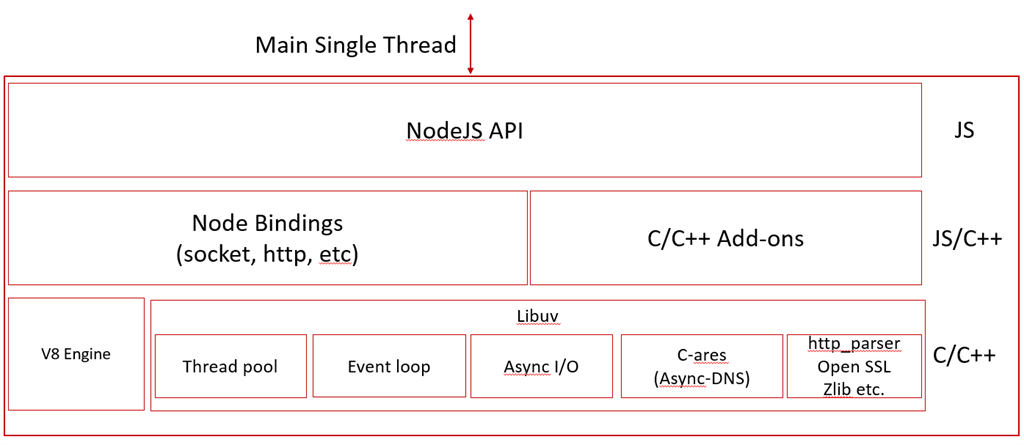 Main Single Thread
NodeJS API
JS
Node Bindings
(socket, http, etc)
C/C++ Add-ons
JS/C++
V8 Engine
Libuv
Thread pool
Event loop
Async I/O
C-ares
(Async-DNS)
http_parser
Open SSL
Zlib etc.
C/C++